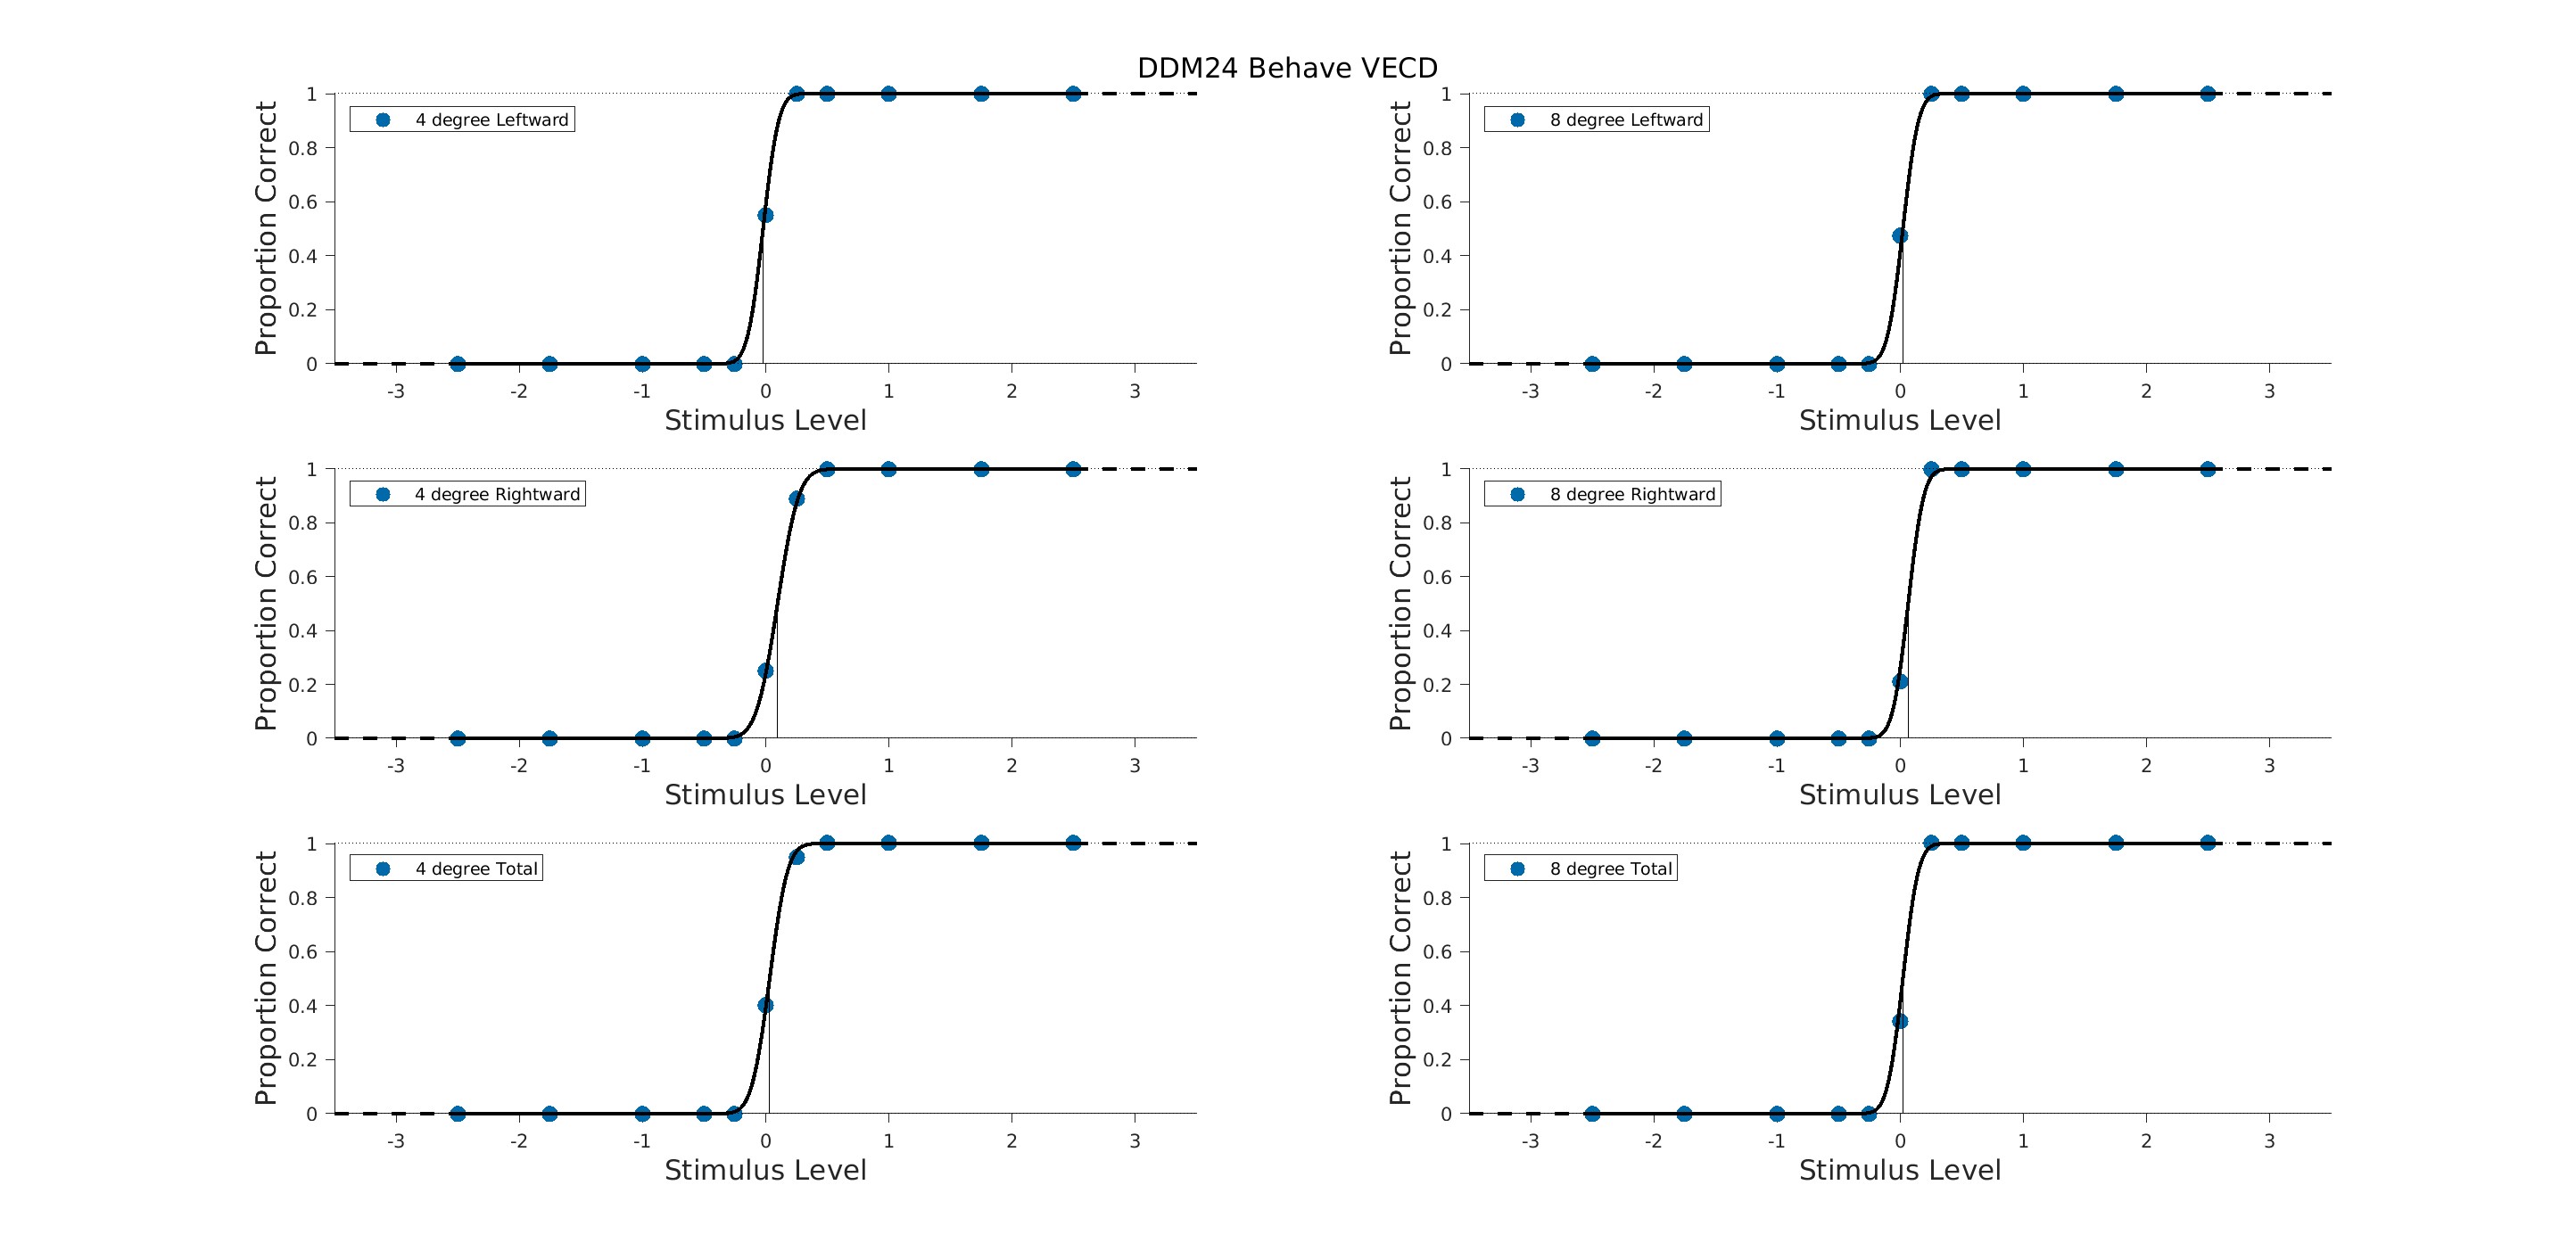 DDM24 Behave VECD
4 degree Leftward
Proportion Correct
1
0.8
0.6
0.4
0.2
0
-3 -2 -1 0 1 2 3
Stimulus Level
8 degree Leftward
Proportion Correct
1
0.8
0.6
0.4
0.2
0
-3 -2 -1 0 1 2 3
Stimulus Level
4 degree Rightward
Proportion Correct
1
0.8
0.6
0.4
0.2
0
-3 -2 -1 0 1 2 3
Stimulus Level
8 degree Rightward
Proportion Correct
1
0.8
0.6
0.4
0.2
0
-3 -2 -1 0 1 2 3
Stimulus Level
4 degree Total
Proportion Correct
1
0.8
0.6
0.4
0.2
0
-3 -2 -1 0 1 2 3
Stimulus Level
8 degree Total
Proportion Correct
1
0.8
0.6
0.4
0.2
0
-3 -2 -1 0 1 2 3
Stimulus Level